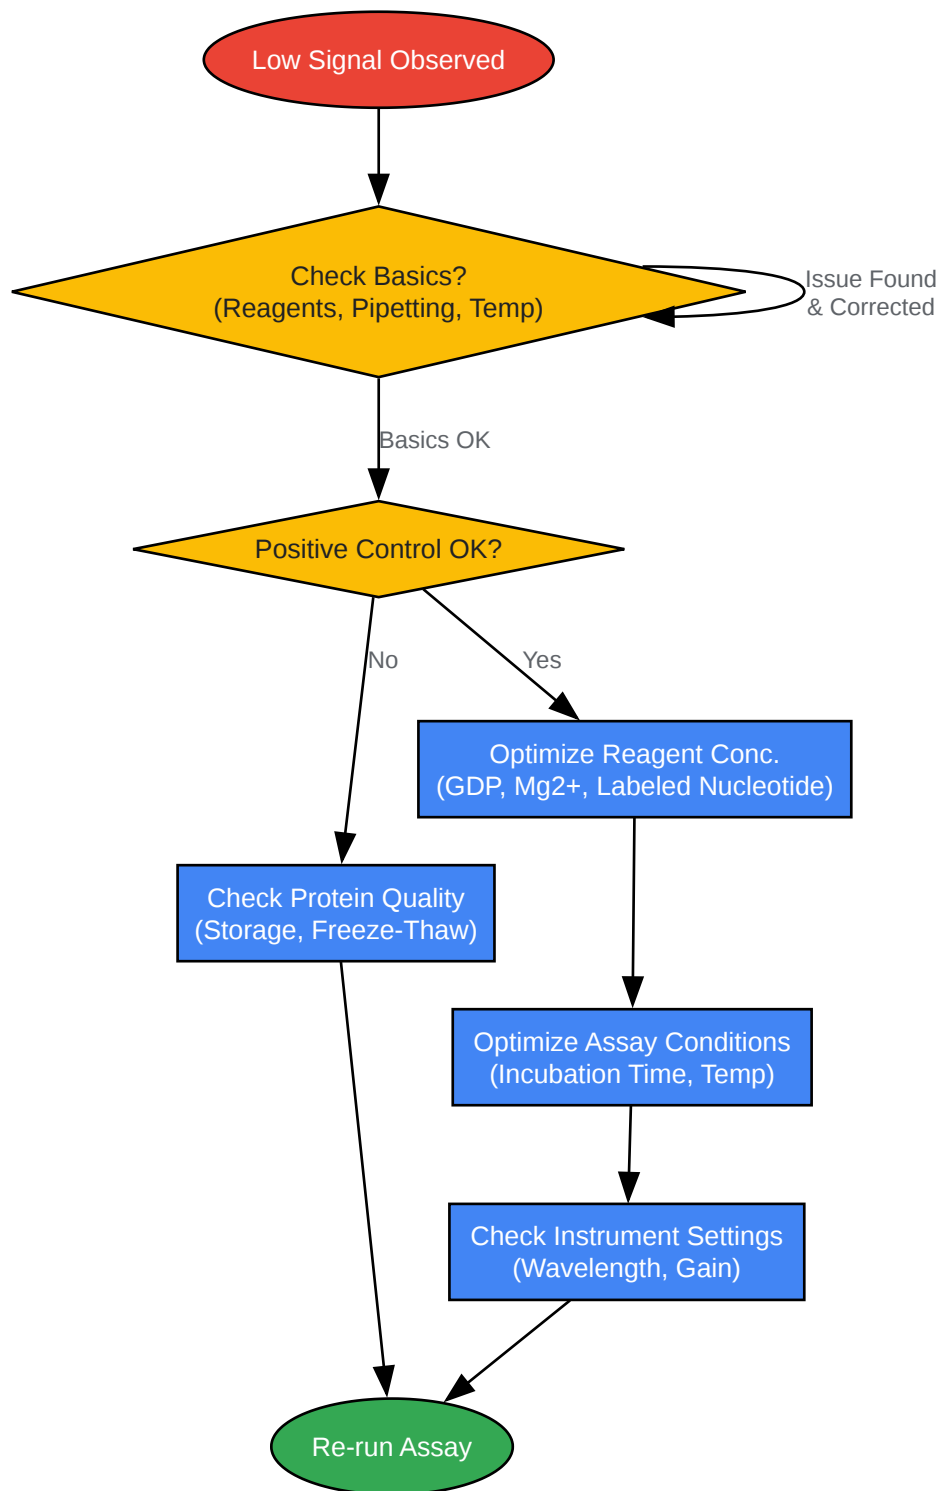 Low Signal Observed
Check Basics?
(Reagents, Pipetting, Temp)
Issue Found
& Corrected
Basics OK
Positive Control OK?
No
Yes
Optimize Reagent Conc.
(GDP, Mg2+, Labeled Nucleotide)
Check Protein Quality
(Storage, Freeze-Thaw)
Optimize Assay Conditions
(Incubation Time, Temp)
Check Instrument Settings
(Wavelength, Gain)
Re-run Assay